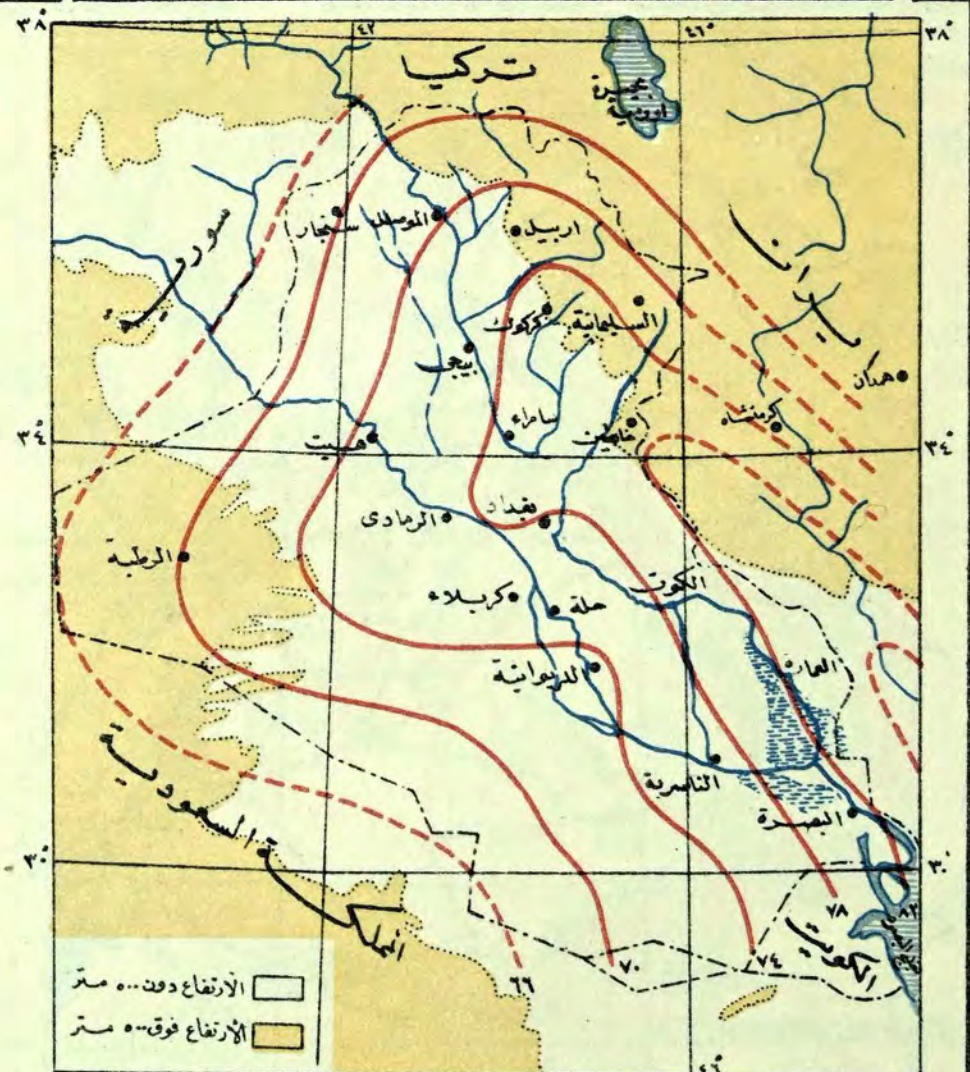 ٣٨°
٤٢
٤٦°
٣٨°
تركيا
بحيرة
اورمية
ايران
سورية
سنجار
الموصل
اربيل
كركوك
السليمانية
بيجي
همدان
كرمنشاه
سامراء
خانقين
هيت
٣٤°
٣٤°
الرمادى
بغداد
الرطبة
الكوت
كربلاء
حلة
الديوانية
العمارة
الناصرية
البصرة
المملكة السعودية
٣٠°
٣٠
الكويت
٦٦
٧٠
٧٤
٧٨
٨٢
الارتفاع دون ٥٠٠ متر
الارتفاع فوق ٥٠٠ متر
٤٦°